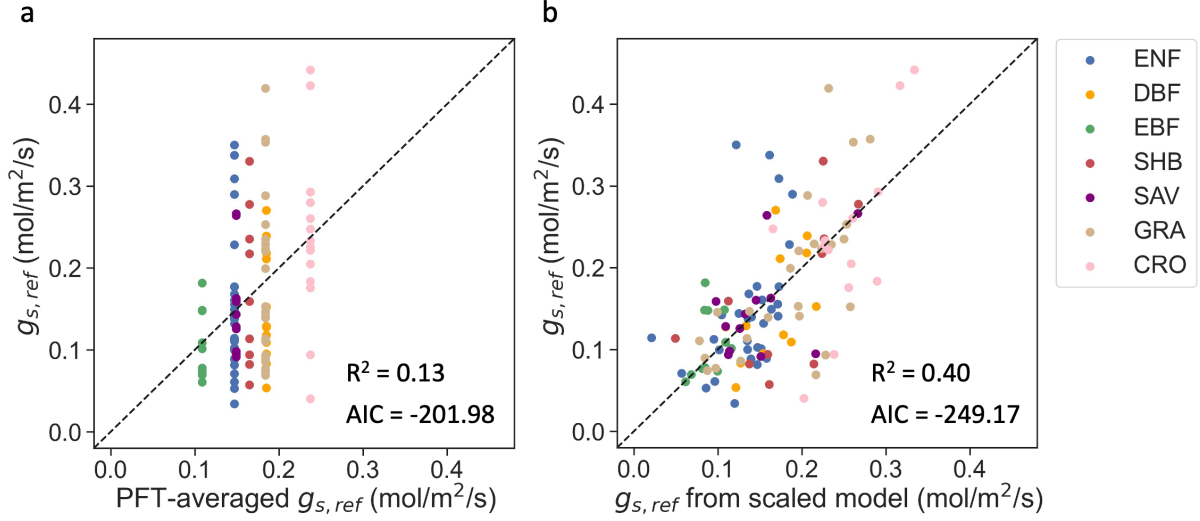 a
g_s,ref (mol/m²/s)
0.4
0.3
0.2
0.1
0.0
R² = 0.13
AIC = -201.98
0.0 0.1 0.2 0.3 0.4
PFT-averaged g_s,ref (mol/m²/s)
b
g_s,ref (mol/m²/s)
0.4
0.3
0.2
0.1
0.0
R² = 0.40
AIC = -249.17
0.0 0.1 0.2 0.3 0.4
g_s,ref from scaled model (mol/m²/s)
ENF
DBF
EBF
SHB
SAV
GRA
CRO